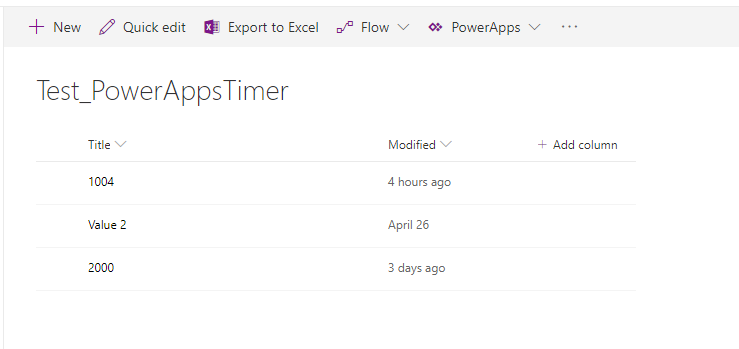 New Quick edit Export to Excel Flow PowerApps ...
Test_PowerAppsTimer
Title Modified + Add column
1004 4 hours ago
Value 2 April 26
2000 3 days ago